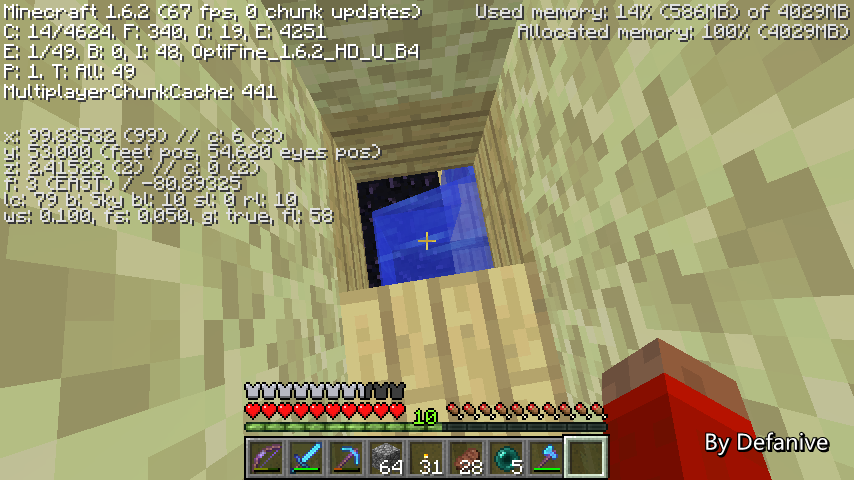 Minecraft 1.6.2 (67 fps, 0 chunk updates)
C: 14/4624, F: 340, O: 19, E: 4251
E: 1/49, B: 0, I: 48, OptiFine_1.6.2_HD_U_B4
P: 1, T: All: 49
MultiplayerChunkCache: 441
Used memory: 14% (586MB) of 4029MB
Allocated memory: 100% (4029MB)
x: 99.83532 (99) // c: 6 (3)
y: 53.000 (feet pos, 54.620 eyes pos)
z: 2.41523 (2) // c: 0 (2)
f: 3 (EAST) / -80.89325
lc: 79 b: Sky bl: 10 sl: 0 rl: 10
ws: 0.100, fs: 0.050, g: true, fl: 58
10
64
31
28
5
By Defanive